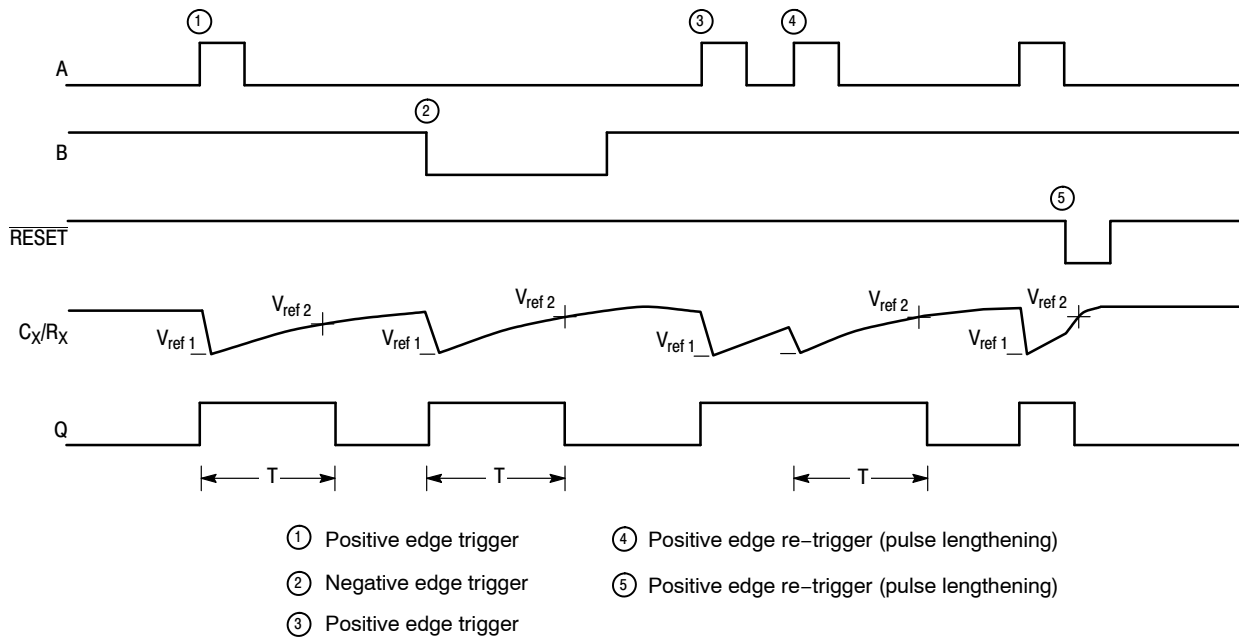 ① ③ ④
A
②
B
⑤
R̅E̅S̅E̅T̅
Vref 2 Vref 2 Vref 2 Vref 2
CX/RX
Vref 1 Vref 1 Vref 1 Vref 1
Q
T T T
① Positive edge trigger
② Negative edge trigger
③ Positive edge trigger
④ Positive edge re−trigger (pulse lengthening)
⑤ Positive edge re−trigger (pulse lengthening)